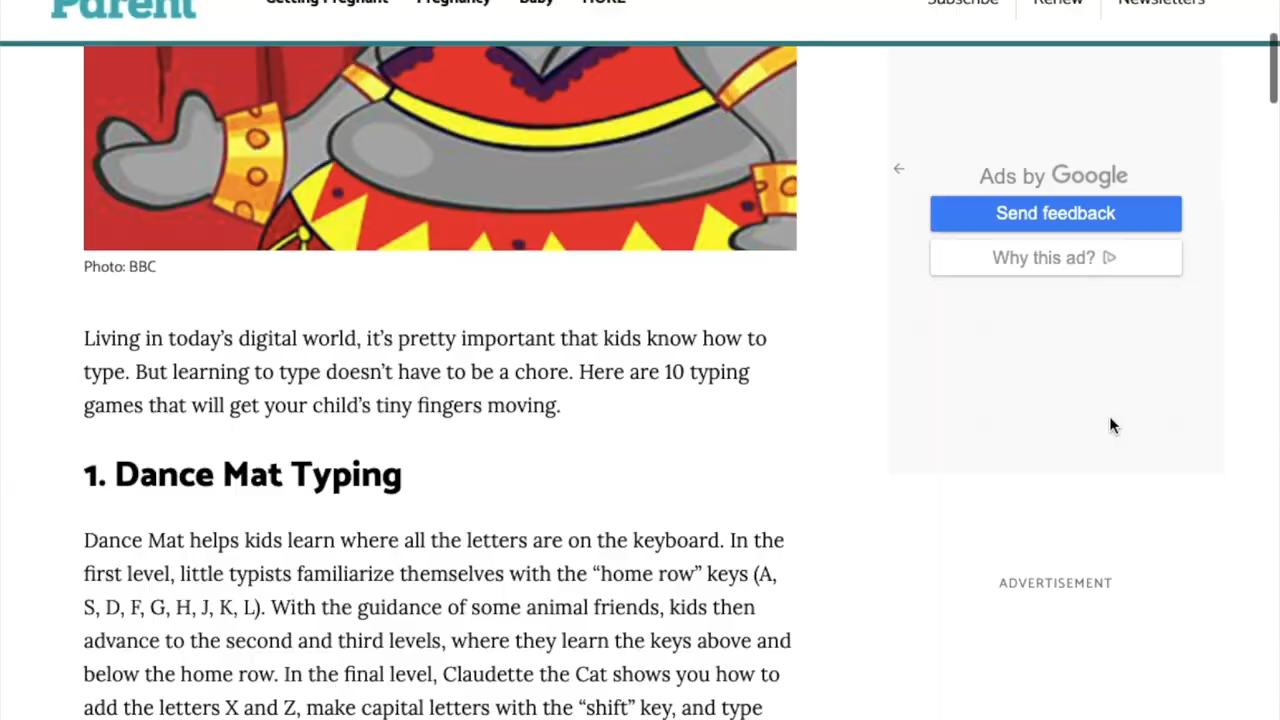 Parent
Getting Pregnant Pregnancy Baby MORE
Subscribe Renew Newsletters
Ads by Google
Send feedback
Why this ad?
Photo: BBC
Living in today’s digital world, it’s pretty important that kids know how to
type. But learning to type doesn’t have to be a chore. Here are 10 typing
games that will get your child’s tiny fingers moving.
1. Dance Mat Typing
Dance Mat helps kids learn where all the letters are on the keyboard. In the
first level, little typists familiarize themselves with the “home row” keys (A,
S, D, F, G, H, J, K, L). With the guidance of some animal friends, kids then
advance to the second and third levels, where they learn the keys above and
below the home row. In the final level, Claudette the Cat shows you how to
add the letters X and Z, make capital letters with the “shift” key, and type
ADVERTISEMENT